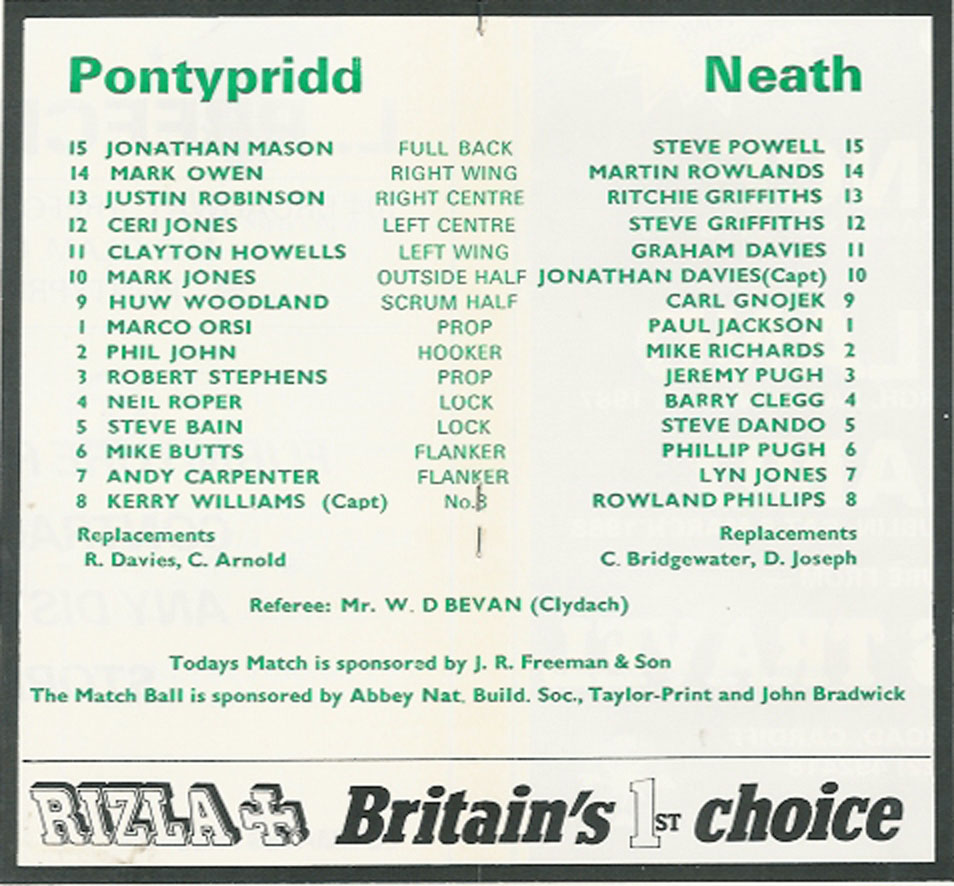 Pontypridd Neath
15 JONATHAN MASON FULL BACK STEVE POWELL 15
14 MARK OWEN RIGHT WING MARTIN ROWLANDS 14
13 JUSTIN ROBINSON RIGHT CENTRE RITCHIE GRIFFITHS 13
12 CERI JONES LEFT CENTRE STEVE GRIFFITHS 12
11 CLAYTON HOWELLS LEFT WING GRAHAM DAVIES 11
10 MARK JONES OUTSIDE HALF JONATHAN DAVIES(Capt) 10
9 HUW WOODLAND SCRUM HALF CARL GNOJEK 9
1 MARCO ORSI PROP PAUL JACKSON 1
2 PHIL JOHN HOOKER MIKE RICHARDS 2
3 ROBERT STEPHENS PROP JEREMY PUGH 3
4 NEIL ROPER LOCK BARRY CLEGG 4
5 STEVE BAIN LOCK STEVE DANDO 5
6 MIKE BUTTS FLANKER PHILLIP PUGH 6
7 ANDY CARPENTER FLANKER LYN JONES 7
8 KERRY WILLIAMS (Capt) No.8 ROWLAND PHILLIPS 8
Replacements Replacements
R. Davies, C. Arnold C. Bridgewater, D. Joseph
Referee: Mr. W. D BEVAN (Clydach)
Todays Match is sponsored by J. R. Freeman & Son
The Match Ball is sponsored by Abbey Nat. Build. Soc., Taylor-Print and John Bradwick
RIZLA Britain's 1ST choice